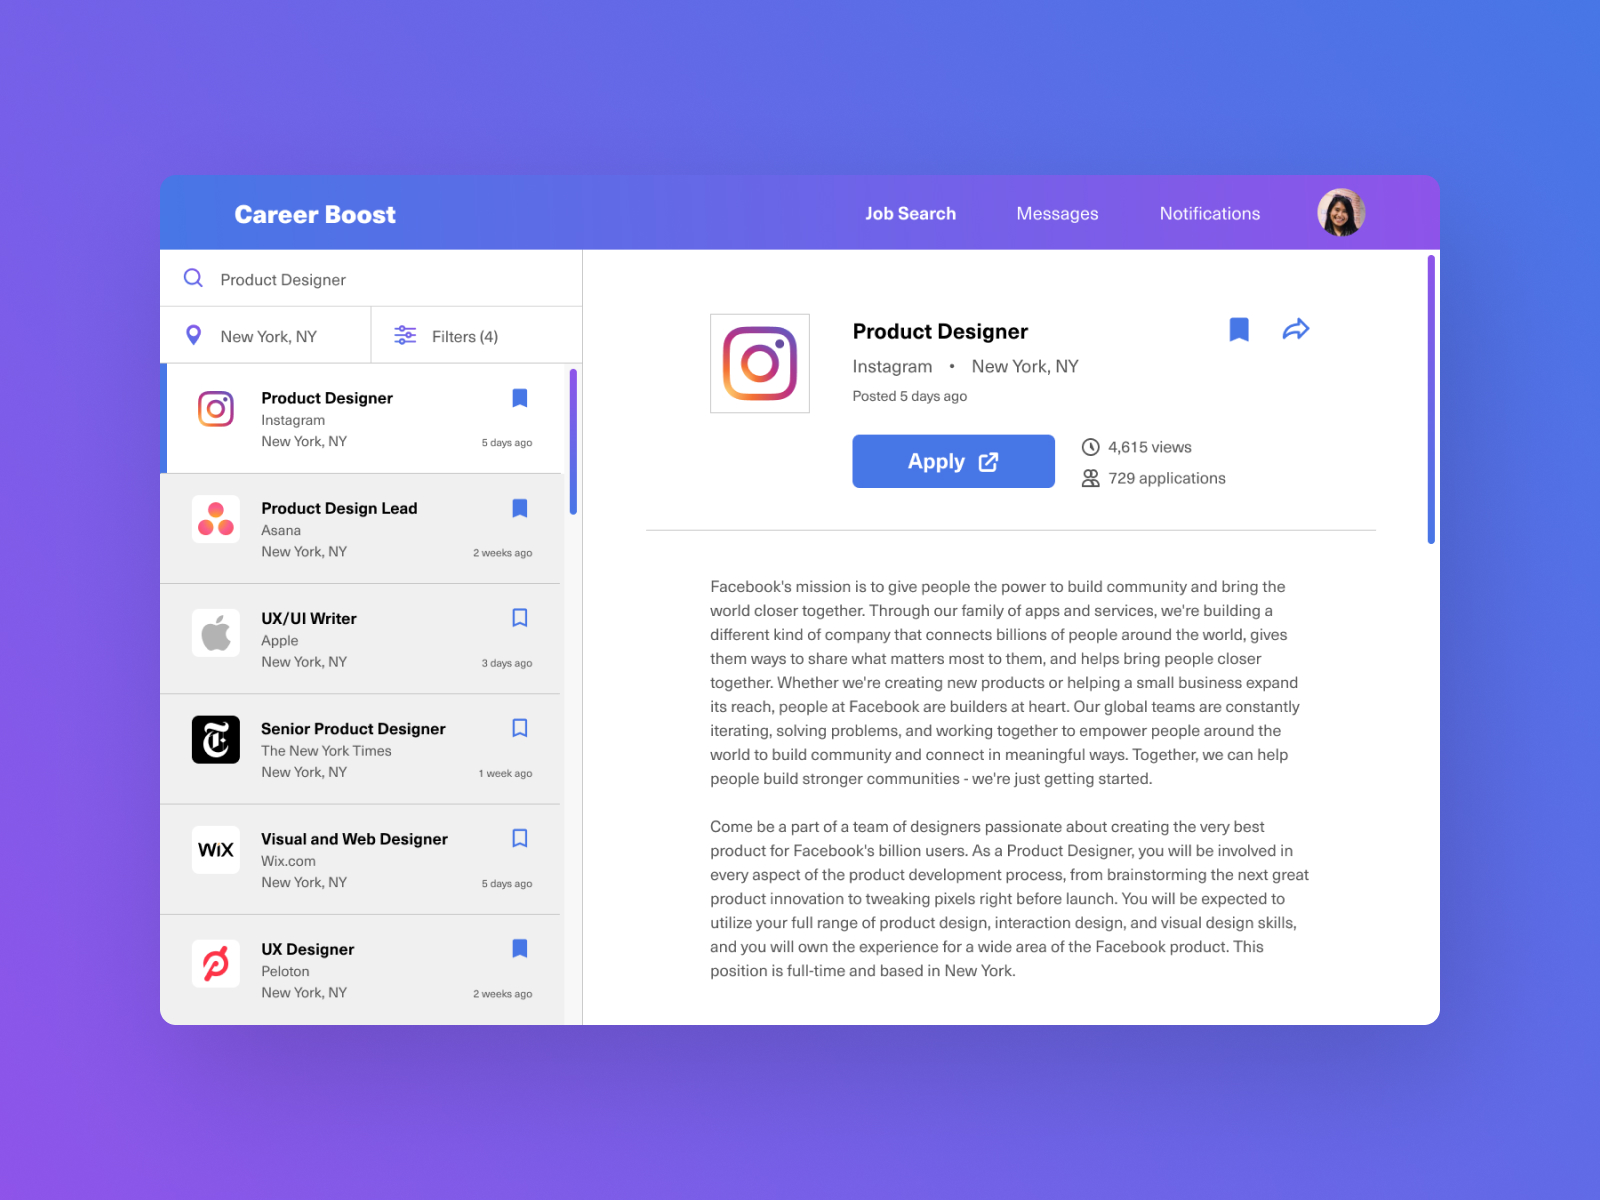 Career Boost
Job Search
Messages
Notifications
Product Designer
New York, NY
Filters (4)
Product Designer
Instagram
New York, NY
5 days ago
Product Design Lead
Asana
New York, NY
2 weeks ago
UX/UI Writer
Apple
New York, NY
3 days ago
Senior Product Designer
The New York Times
New York, NY
1 week ago
WiX
Visual and Web Designer
Wix.com
New York, NY
5 days ago
UX Designer
Peloton
New York, NY
2 weeks ago
Product Designer
Instagram • New York, NY
Posted 5 days ago
Apply
4,615 views
729 applications
Facebook's mission is to give people the power to build community and bring the
world closer together. Through our family of apps and services, we're building a
different kind of company that connects billions of people around the world, gives
them ways to share what matters most to them, and helps bring people closer
together. Whether we're creating new products or helping a small business expand
its reach, people at Facebook are builders at heart. Our global teams are constantly
iterating, solving problems, and working together to empower people around the
world to build community and connect in meaningful ways. Together, we can help
people build stronger communities - we're just getting started.
Come be a part of a team of designers passionate about creating the very best
product for Facebook's billion users. As a Product Designer, you will be involved in
every aspect of the product development process, from brainstorming the next great
product innovation to tweaking pixels right before launch. You will be expected to
utilize your full range of product design, interaction design, and visual design skills,
and you will own the experience for a wide area of the Facebook product. This
position is full-time and based in New York.